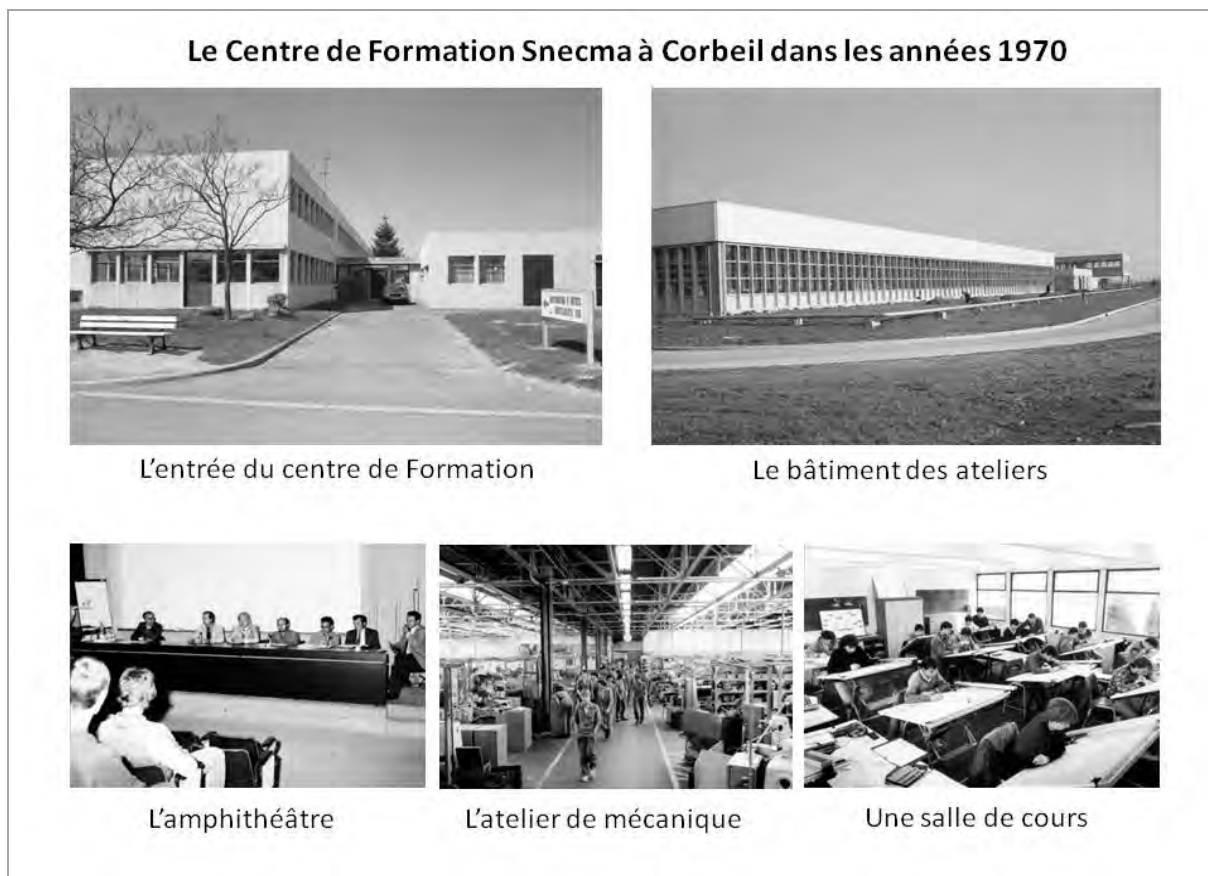 Le Centre de Formation Snecma à Corbeil dans les années 1970
L'entrée du centre de Formation
Le bâtiment des ateliers
L'amphithéâtre
L'atelier de mécanique
Une salle de cours